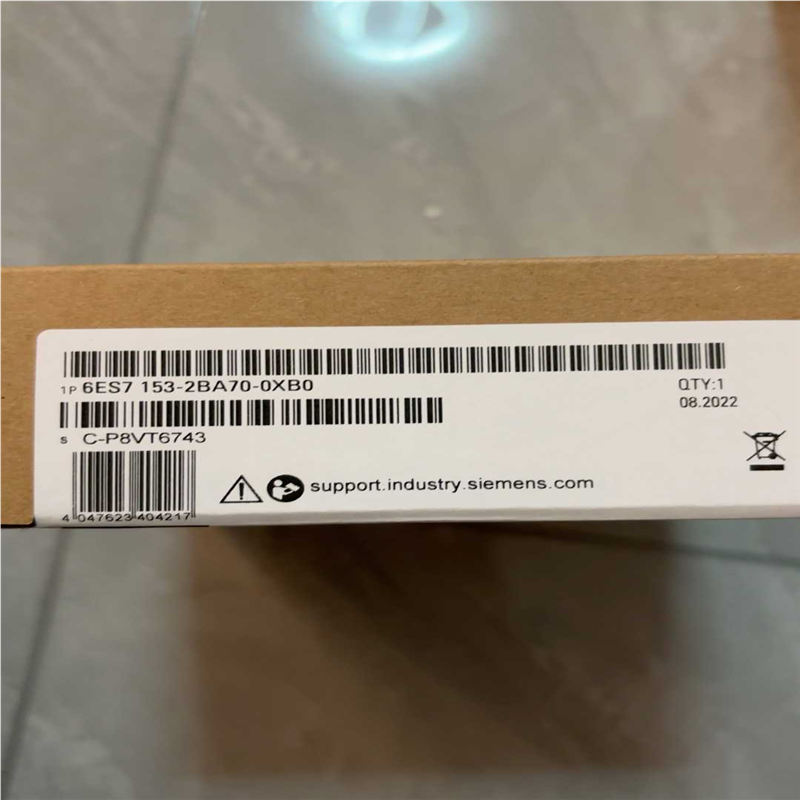 1P 6ES7 153-2BA70-0XB0
QTY:1
08.2022
S C-P8VT6743
support.industry.siemens.com
4 047623 404217